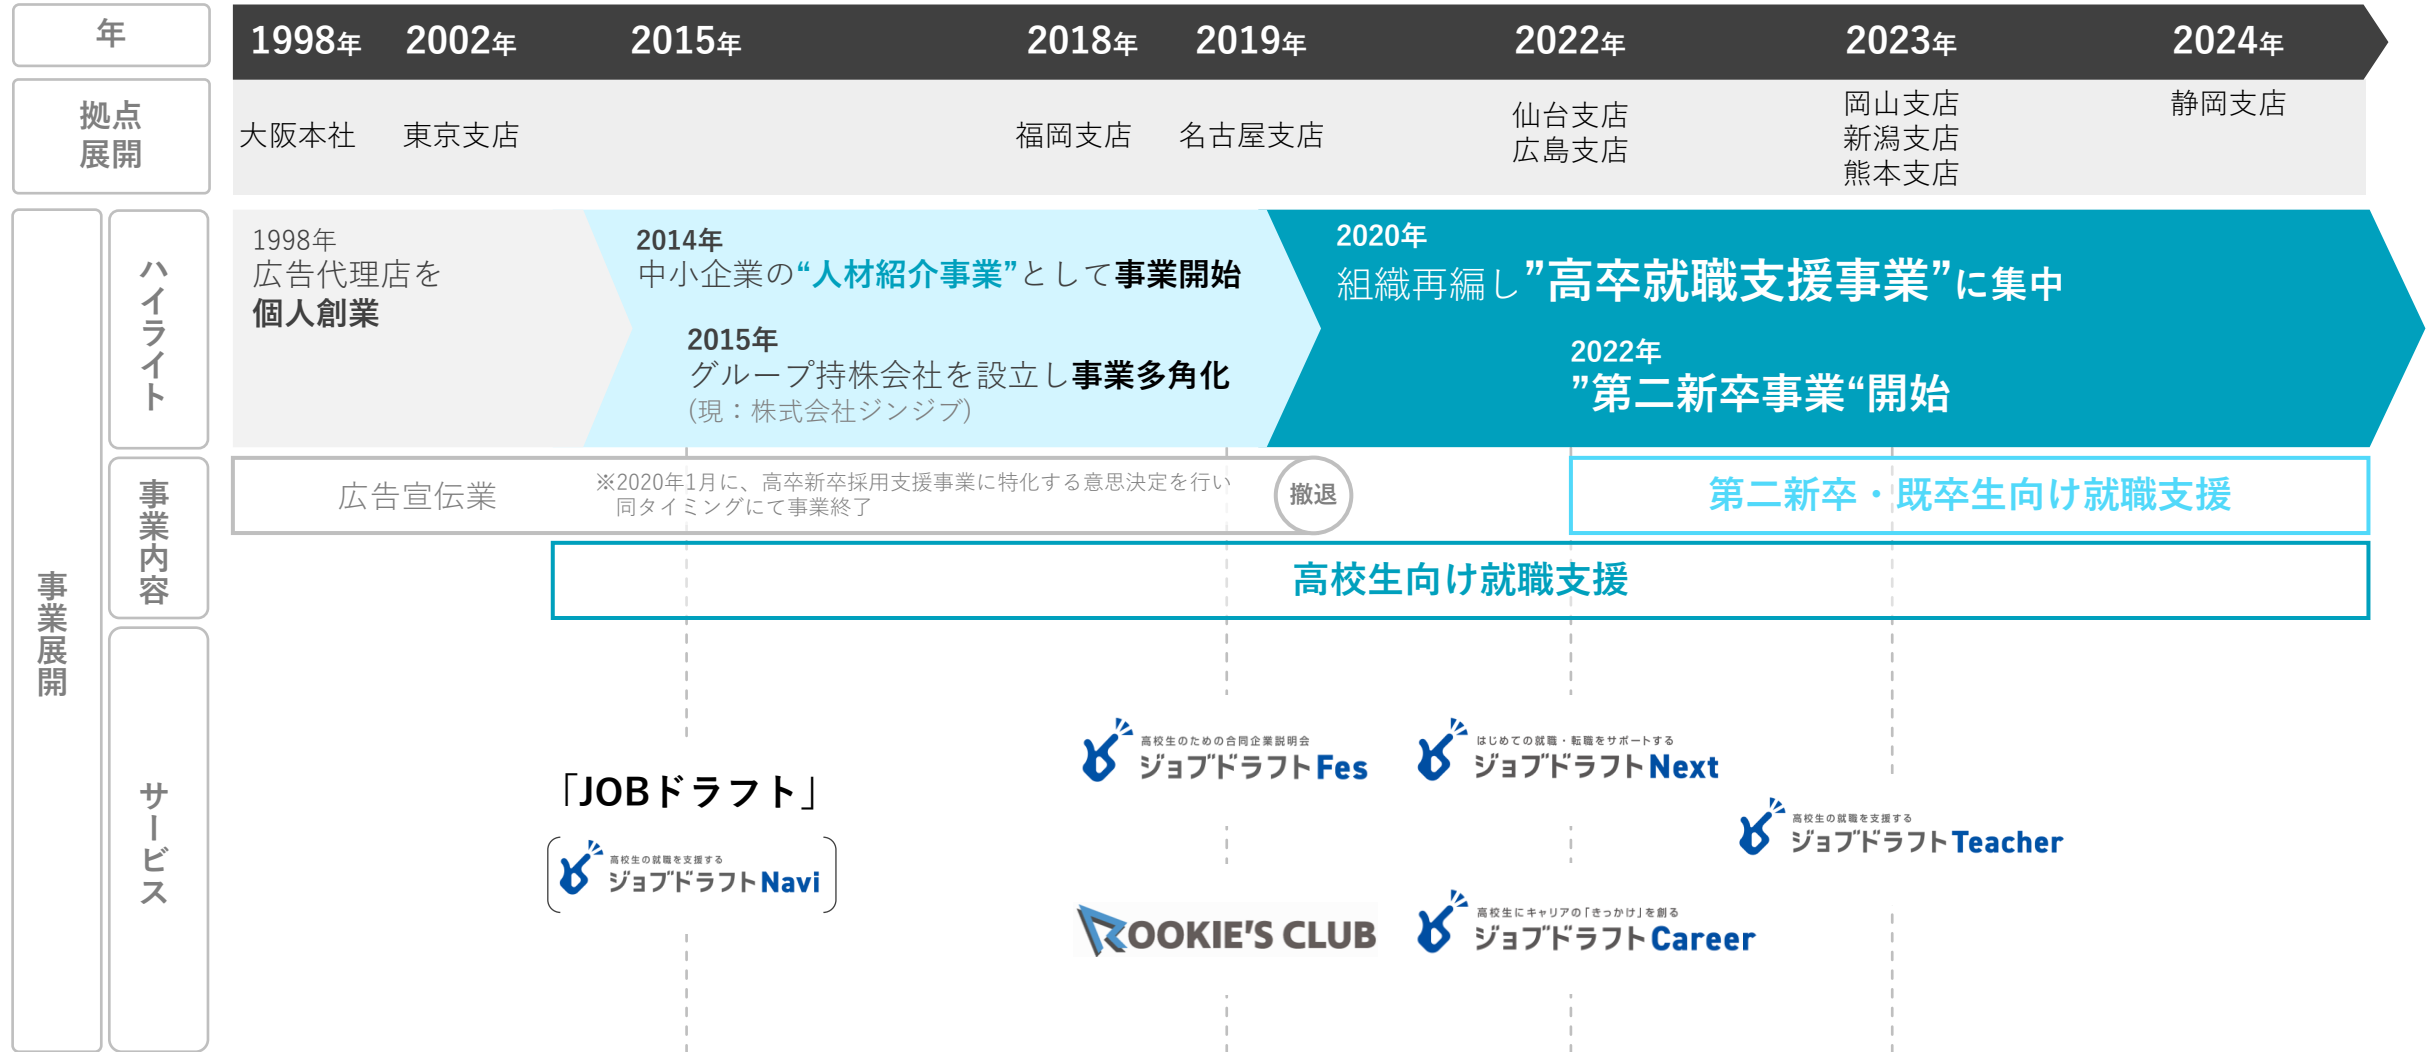 年
1998年 2002年 2015年 2018年 2019年 2022年 2023年 2024年
拠点
展開
大阪本社
東京支店
福岡支店
名古屋支店
仙台支店
広島支店
岡山支店
新潟支店
熊本支店
静岡支店
事業展開
ハイライト
1998年
広告代理店を
個人創業
2014年
中小企業の“人材紹介事業”として事業開始
2015年
グループ持株会社を設立し事業多角化
(現：株式会社ジンジブ)
2020年
組織再編し”高卒就職支援事業”に集中
2022年
”第二新卒事業“開始
事業内容
広告宣伝業
※2020年1月に、高卒新卒採用支援事業に特化する意思決定を行い
同タイミングにて事業終了
撤退
第二新卒・既卒生向け就職支援
高校生向け就職支援
サービス
「JOBドラフト」
高校生の就職を支援する
ジョブドラフトNavi
高校生のための合同企業説明会
ジョブドラフトFes
ROOKIE'S CLUB
はじめての就職・転職をサポートする
ジョブドラフトNext
高校生にキャリアの「きっかけ」を創る
ジョブドラフトCareer
高校生の就職を支援する
ジョブドラフトTeacher